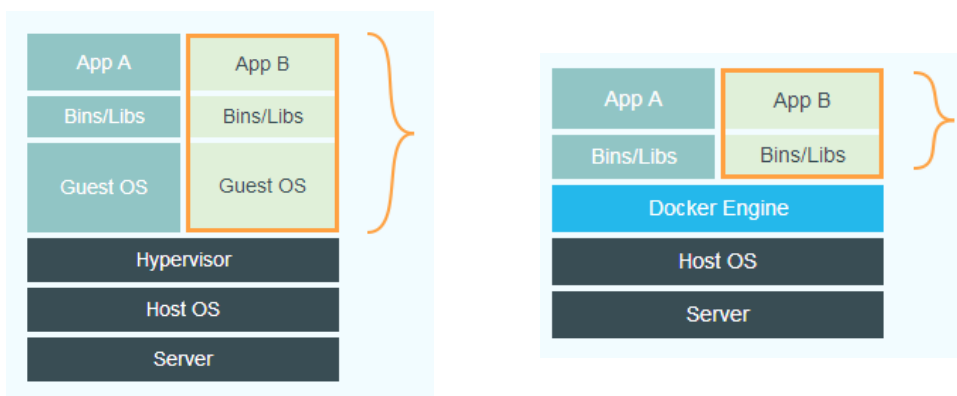 App A
App B
Bins/Libs
Bins/Libs
Guest OS
Guest OS
Hypervisor
Host OS
Server
App A
App B
Bins/Libs
Bins/Libs
Docker Engine
Host OS
Server